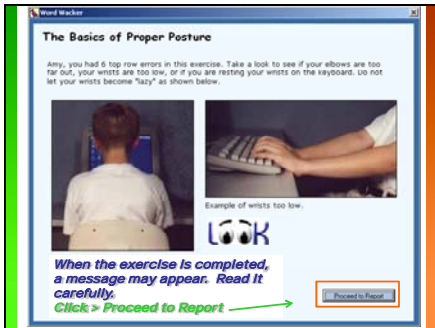 Word Wacker
The Basics of Proper Posture
Amy, you had 6 top row errors in this exercise. Take a look to see if your elbows are too
far out, your wrists are too low, or if you are resting your wrists on the keyboard. Do not
let your wrists become "lazy" as shown below.
Example of wrists too low.
LOOK
When the exercise is completed,
a message may appear. Read it
carefully.
Click > Proceed to Report
Proceed to Report